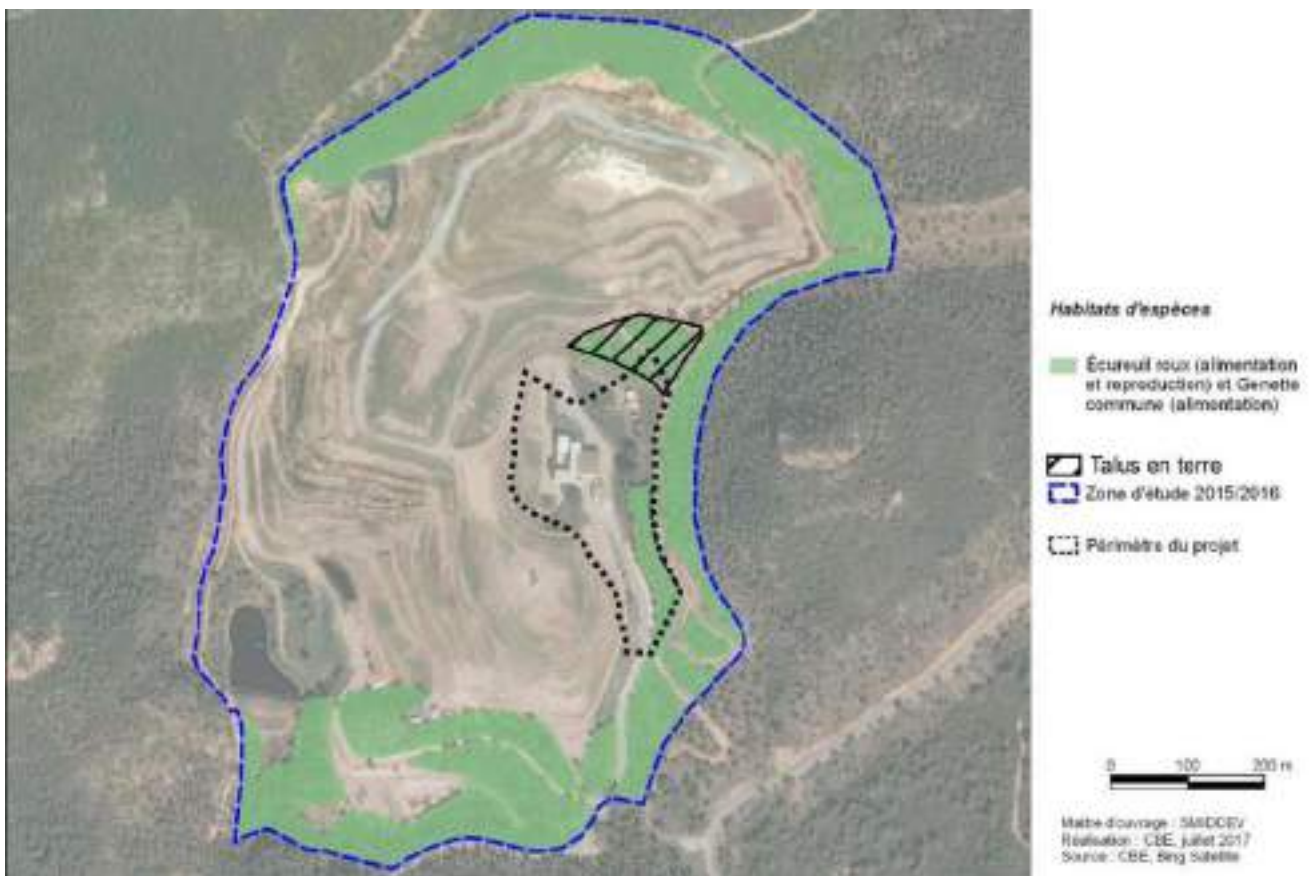 Habitats d'espèces
Écureuil roux (alimentation
et reproduction) et Genette
commune (alimentation)
Talus en terre
Zone d'étude 2015/2016
Périmètre du projet
0 100 200 m
Maître d'ouvrage : SMIDDEV
Réalisation : CBE, juillet 2017
Source : CBE, Bing Satellite